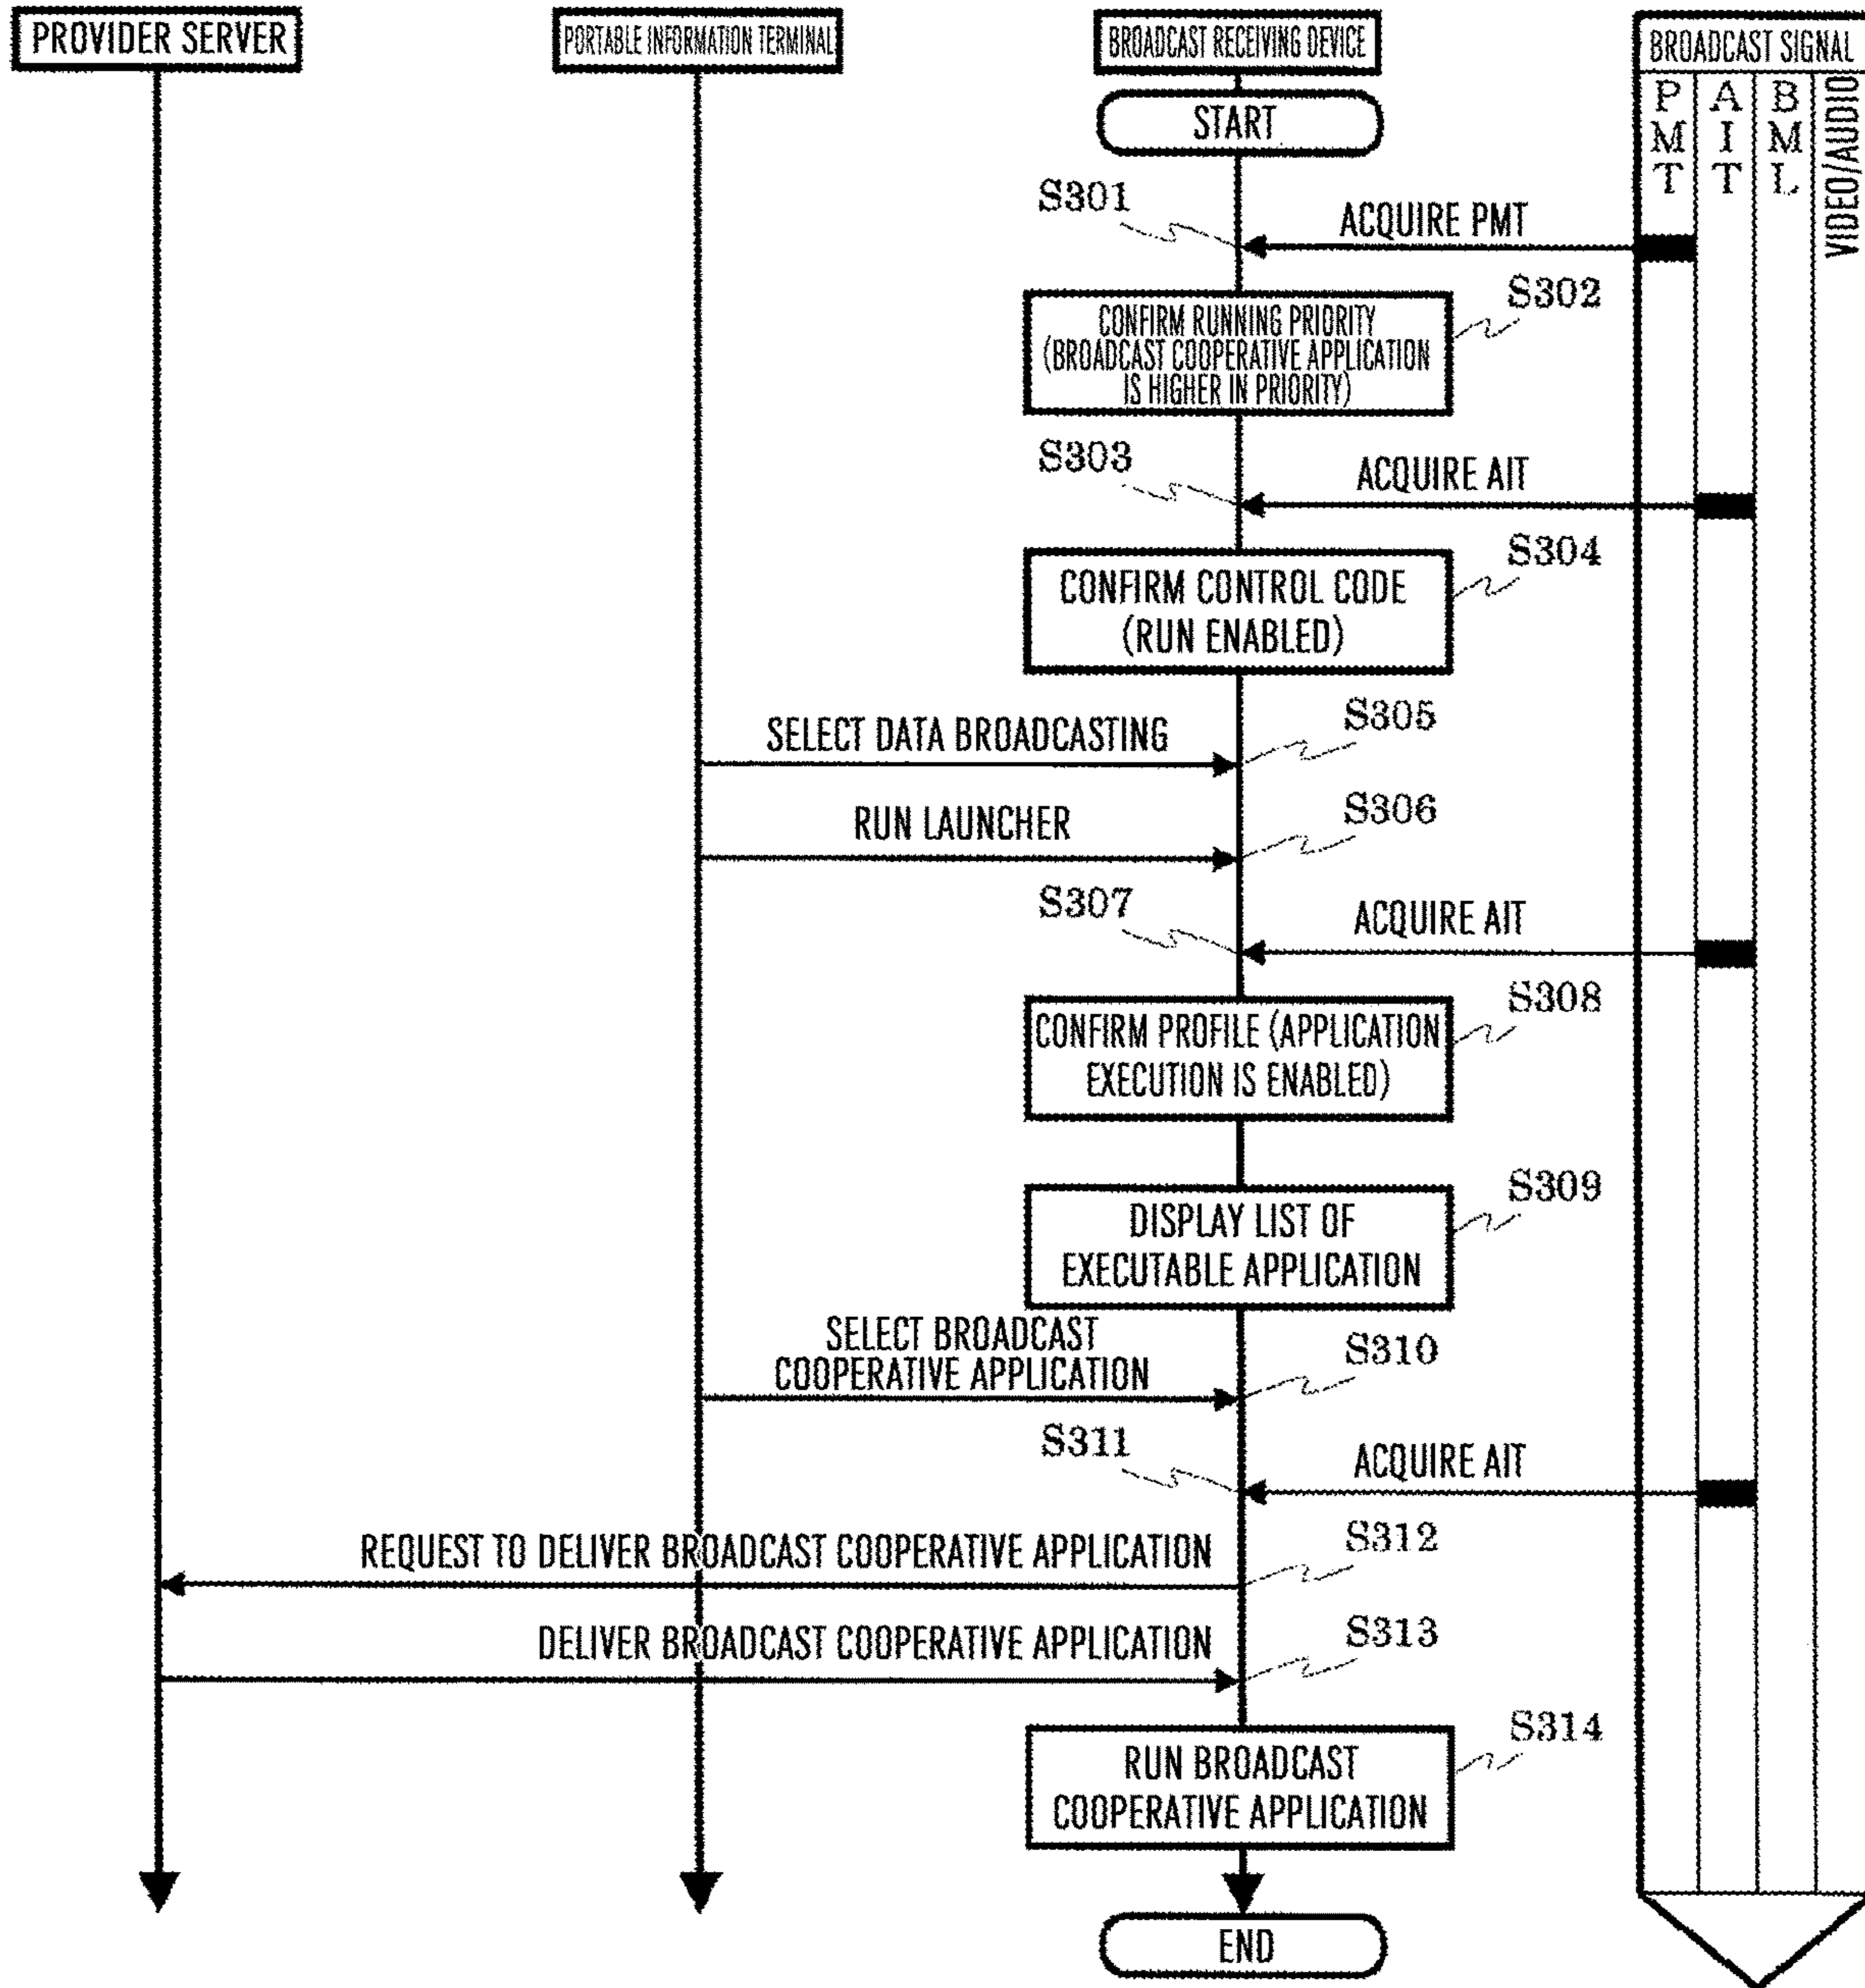 PROVIDER SERVER
PORTABLE INFORMATION TERMINAL
BROADCAST RECEIVING DEVICE
BROADCAST SIGNAL
PMT
AIT
BML
VIDEO/AUDIO
START
S301
ACQUIRE PMT
S302
CONFIRM RUNNING PRIORITY
(BROADCAST COOPERATIVE APPLICATION
IS HIGHER IN PRIORITY)
S303
ACQUIRE AIT
S304
CONFIRM CONTROL CODE
(RUN ENABLED)
SELECT DATA BROADCASTING
S305
RUN LAUNCHER
S306
S307
ACQUIRE AIT
S308
CONFIRM PROFILE (APPLICATION
EXECUTION IS ENABLED)
S309
DISPLAY LIST OF
EXECUTABLE APPLICATION
SELECT BROADCAST
COOPERATIVE APPLICATION
S310
S311
ACQUIRE AIT
REQUEST TO DELIVER BROADCAST COOPERATIVE APPLICATION
S312
DELIVER BROADCAST COOPERATIVE APPLICATION
S313
S314
RUN BROADCAST
COOPERATIVE APPLICATION
END